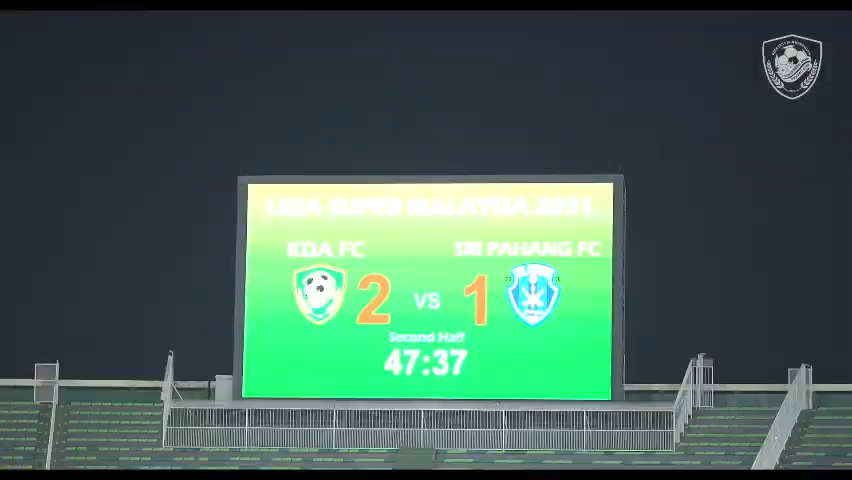 LIGA SUPER MALAYSIA 2021
KDA FC
SRI PAHANG FC
2 VS 1
Second Half
47:37